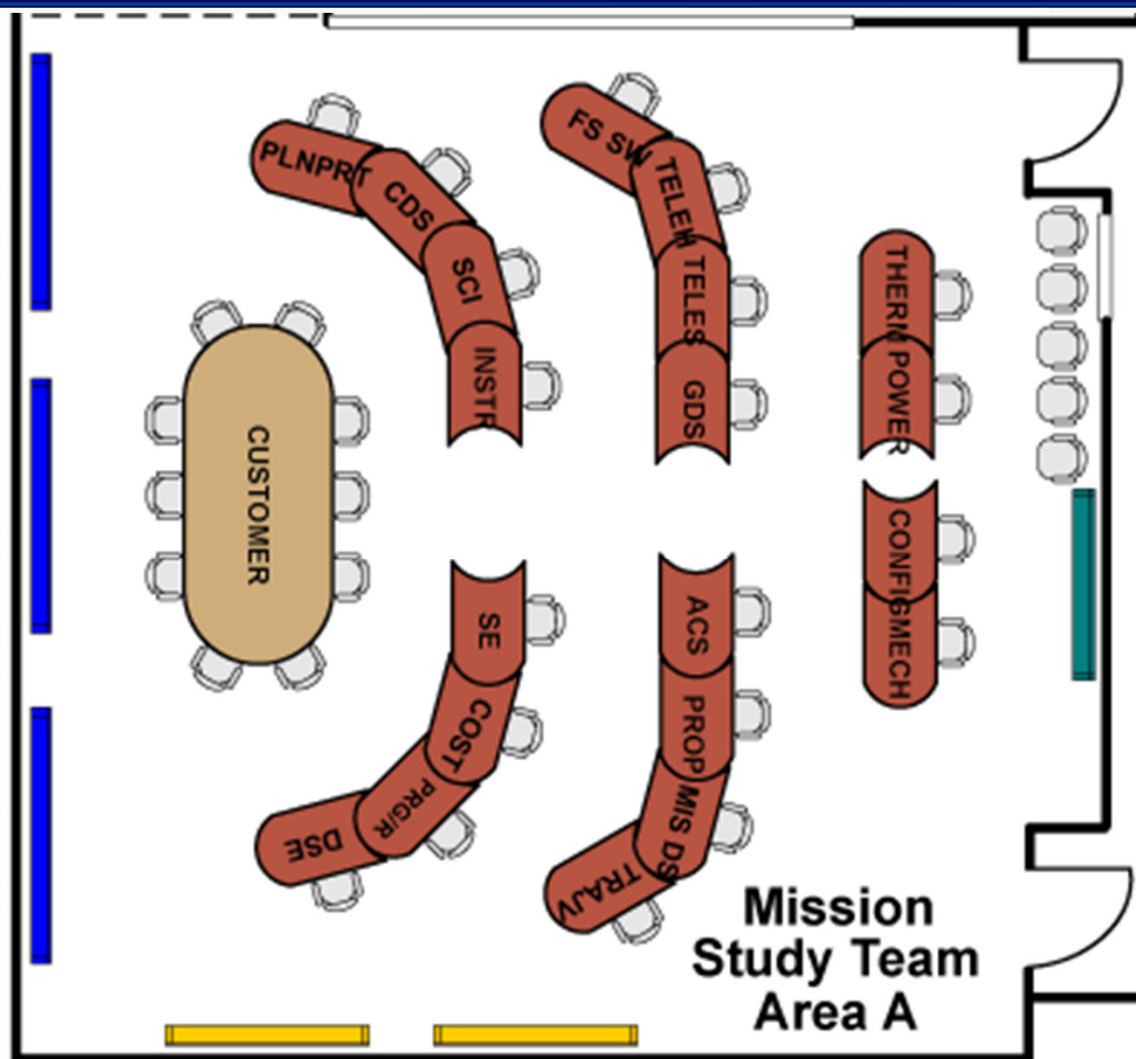 PLNPRT
CDS
SCI
INSTR
FS SW
TELEH
TELES
GDS
THERM
POWER
CUSTOMER
SE
COST
PRG/R
DSE
ACS
PROP
MIS DS
TRAJV
CONFIG
MECH
Mission
Study Team
Area A